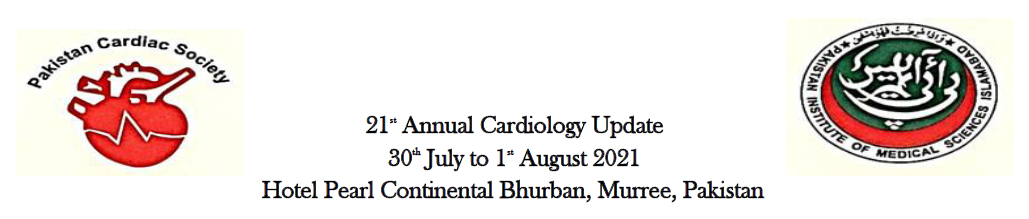 Pakistan Cardiac Society
21st Annual Cardiology Update
30th July to 1st August 2021
Hotel Pearl Continental Bhurban, Murree, Pakistan
PAKISTAN INSTITUTE OF MEDICAL SCIENCES ISLAMABAD